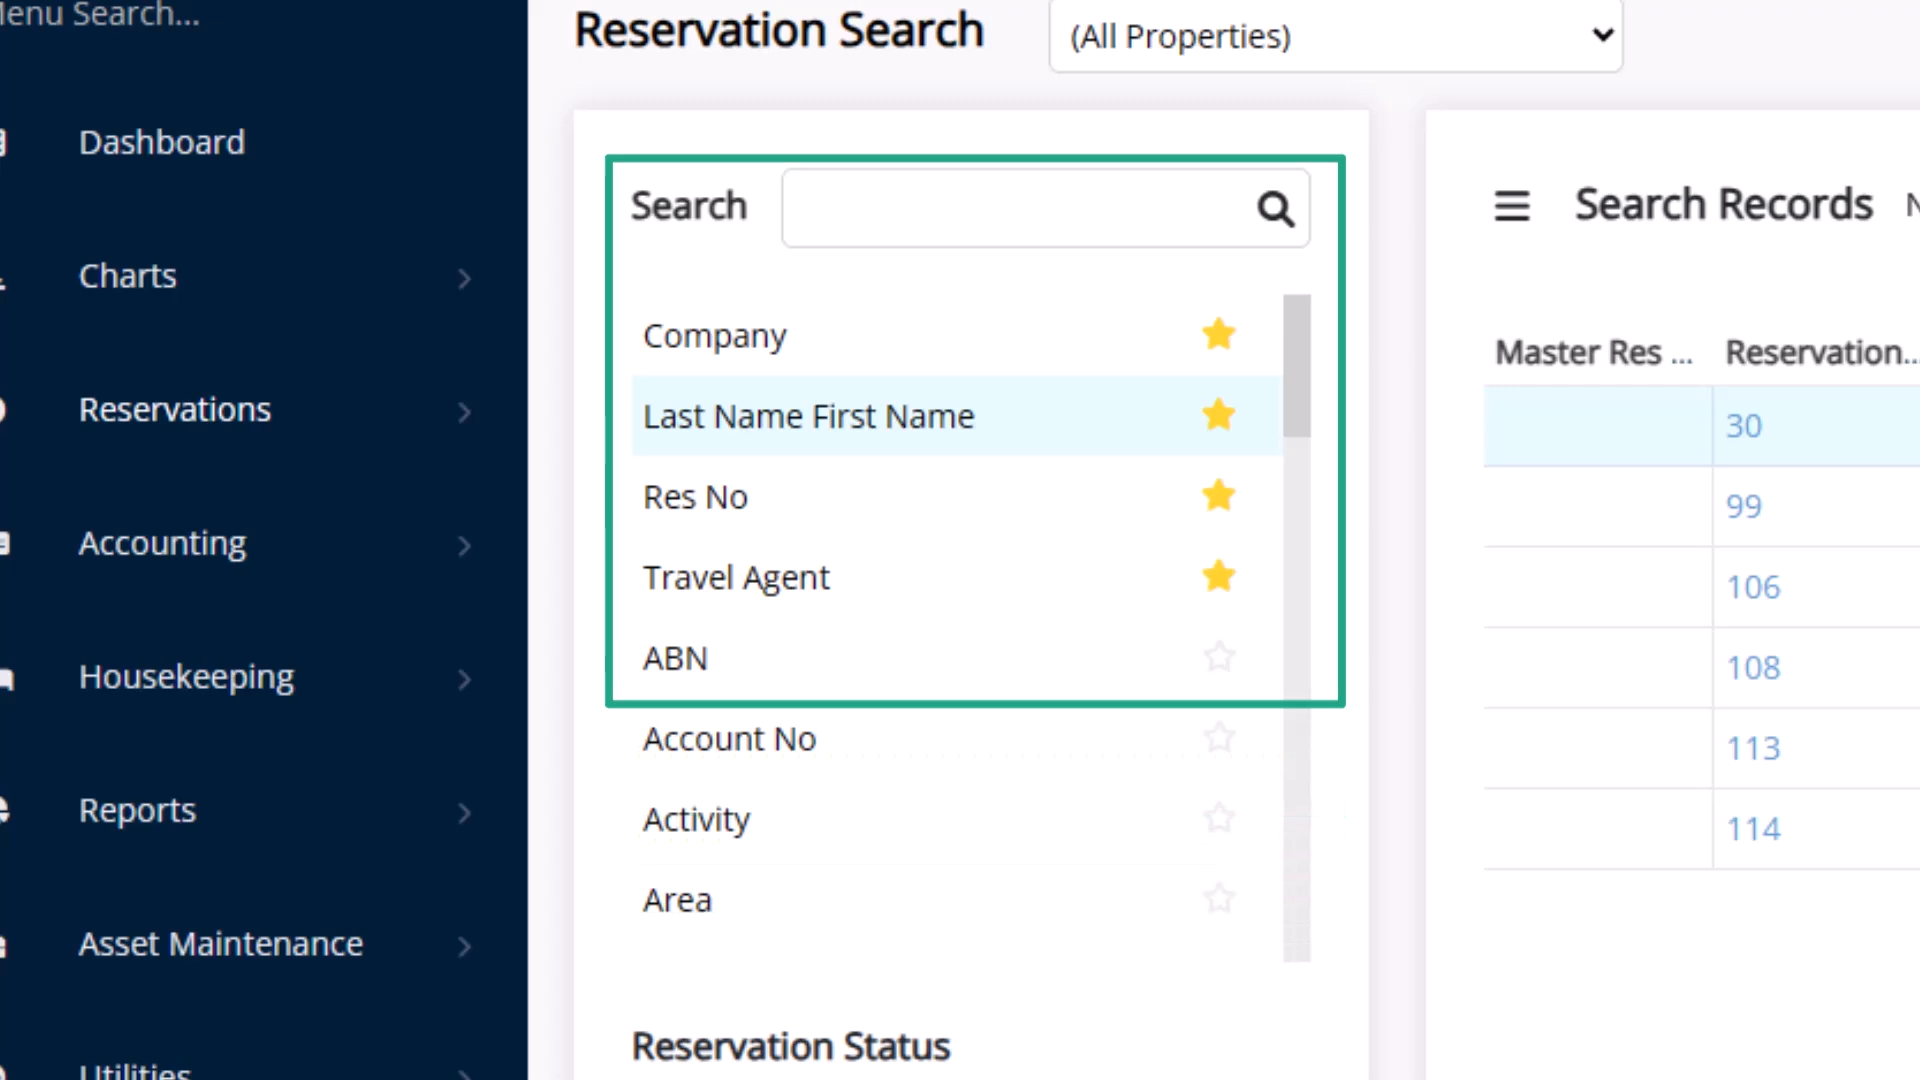 Menu Search...
Dashboard
Charts
Reservations
Accounting
Housekeeping
Reports
Asset Maintenance
Utilities
Reservation Search
(All Properties)
Search
Company
Last Name First Name
Res No
Travel Agent
ABN
Account No
Activity
Area
Reservation Status
Search Records
Master Res ... Reservation...
30
99
106
108
113
114